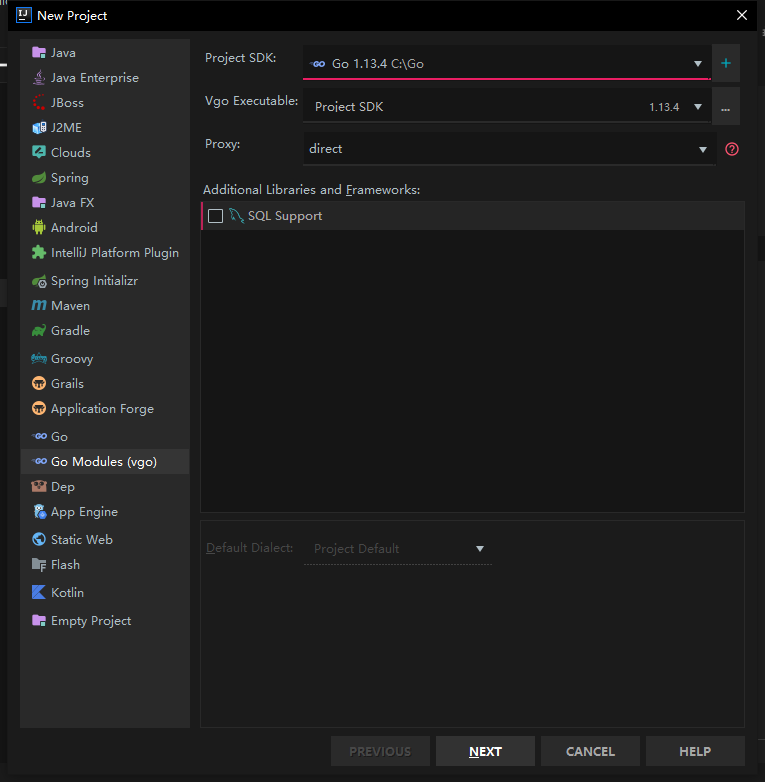 New Project
Java
Java Enterprise
JBoss
J2ME
Clouds
Spring
Java FX
Android
IntelliJ Platform Plugin
Spring Initializr
Maven
Gradle
Groovy
Grails
Application Forge
Go
Go Modules (vgo)
Dep
App Engine
Static Web
Flash
Kotlin
Empty Project
Project SDK: Go 1.13.4 C:\Go
Vgo Executable: Project SDK 1.13.4 ...
Proxy: direct
Additional Libraries and Frameworks:
SQL Support
Default Dialect: Project Default
PREVIOUS NEXT CANCEL HELP